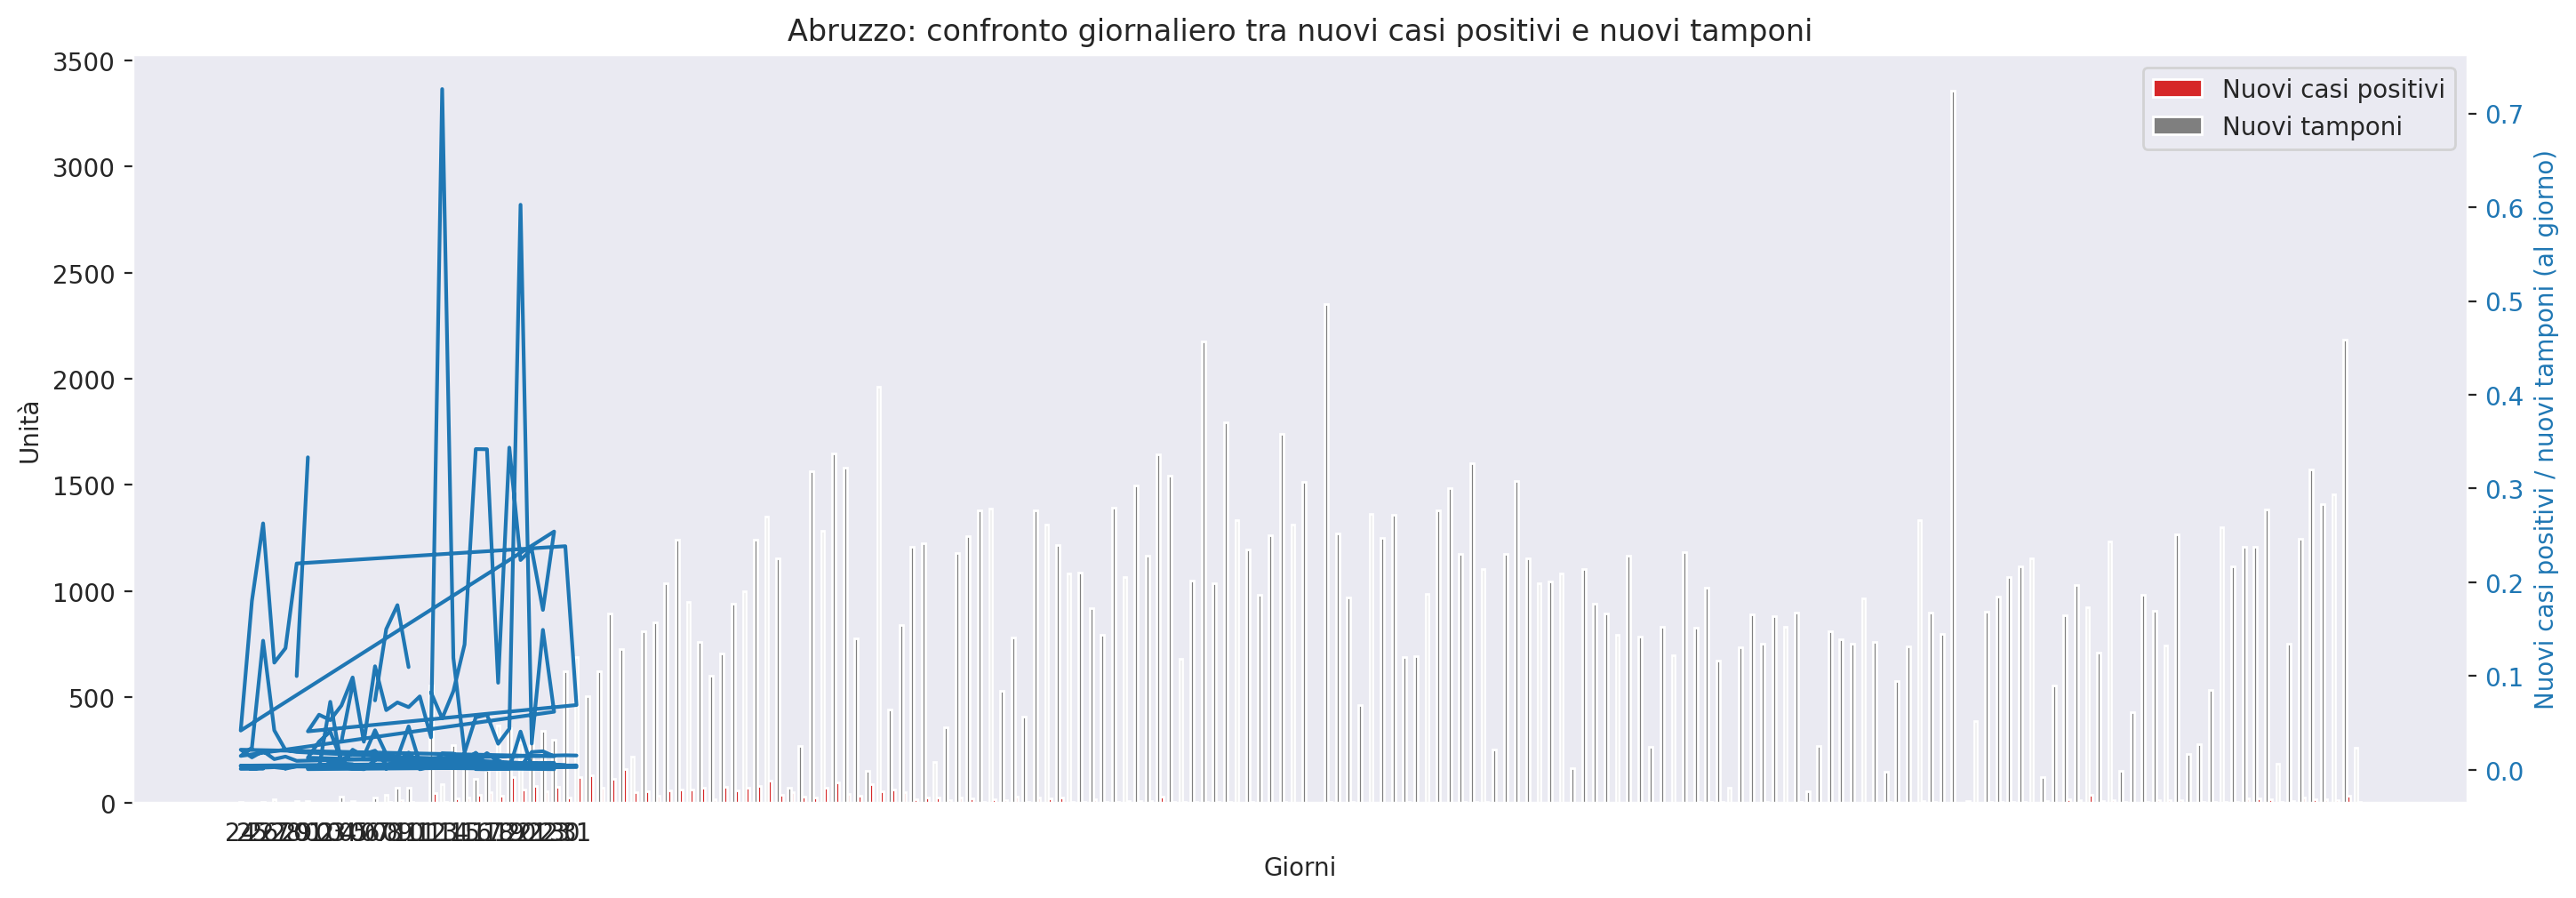 Abruzzo: confronto giornaliero tra nuovi casi positivi e nuovi tamponi
3500
3000
2500
2000
1500
1000
500
0
Unità
Nuovi casi positivi
Nuovi tamponi
0.7
0.6
0.5
0.4
0.3
0.2
0.1
0.0
Nuovi casi positivi / nuovi tamponi (al giorno)
Giorni